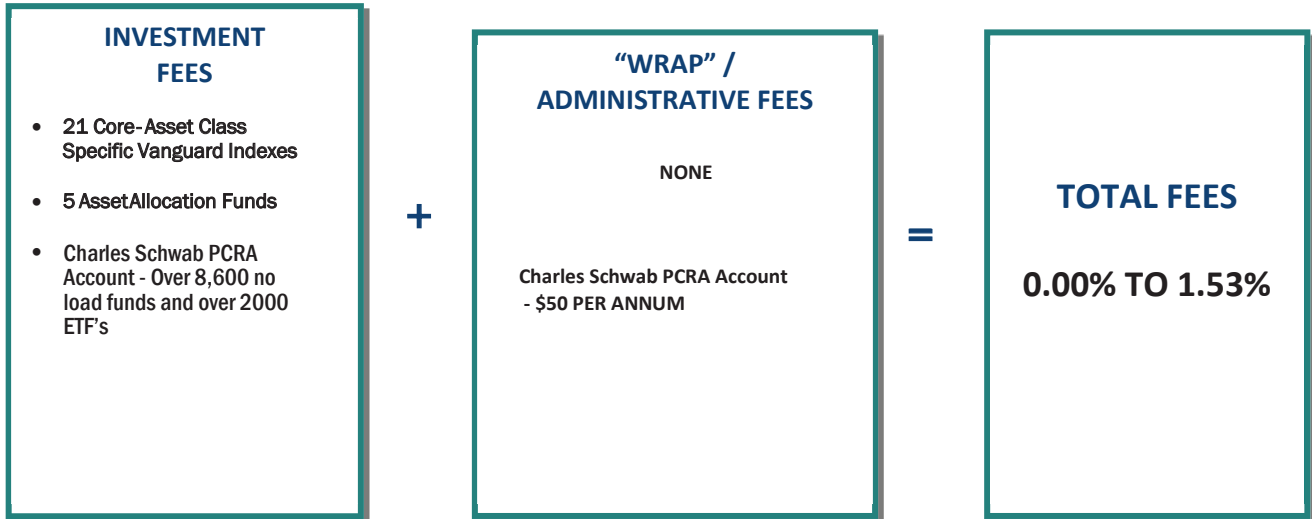 INVESTMENT
FEES
• 21 Core-Asset Class
Specific Vanguard Indexes
• 5 AssetAllocation Funds
• Charles Schwab PCRA
Account - Over 8,600 no
load funds and over 2000
ETF's
+
“WRAP” /
ADMINISTRATIVE FEES
NONE
Charles Schwab PCRA Account
- $50 PER ANNUM
=
TOTAL FEES
0.00% TO 1.53%